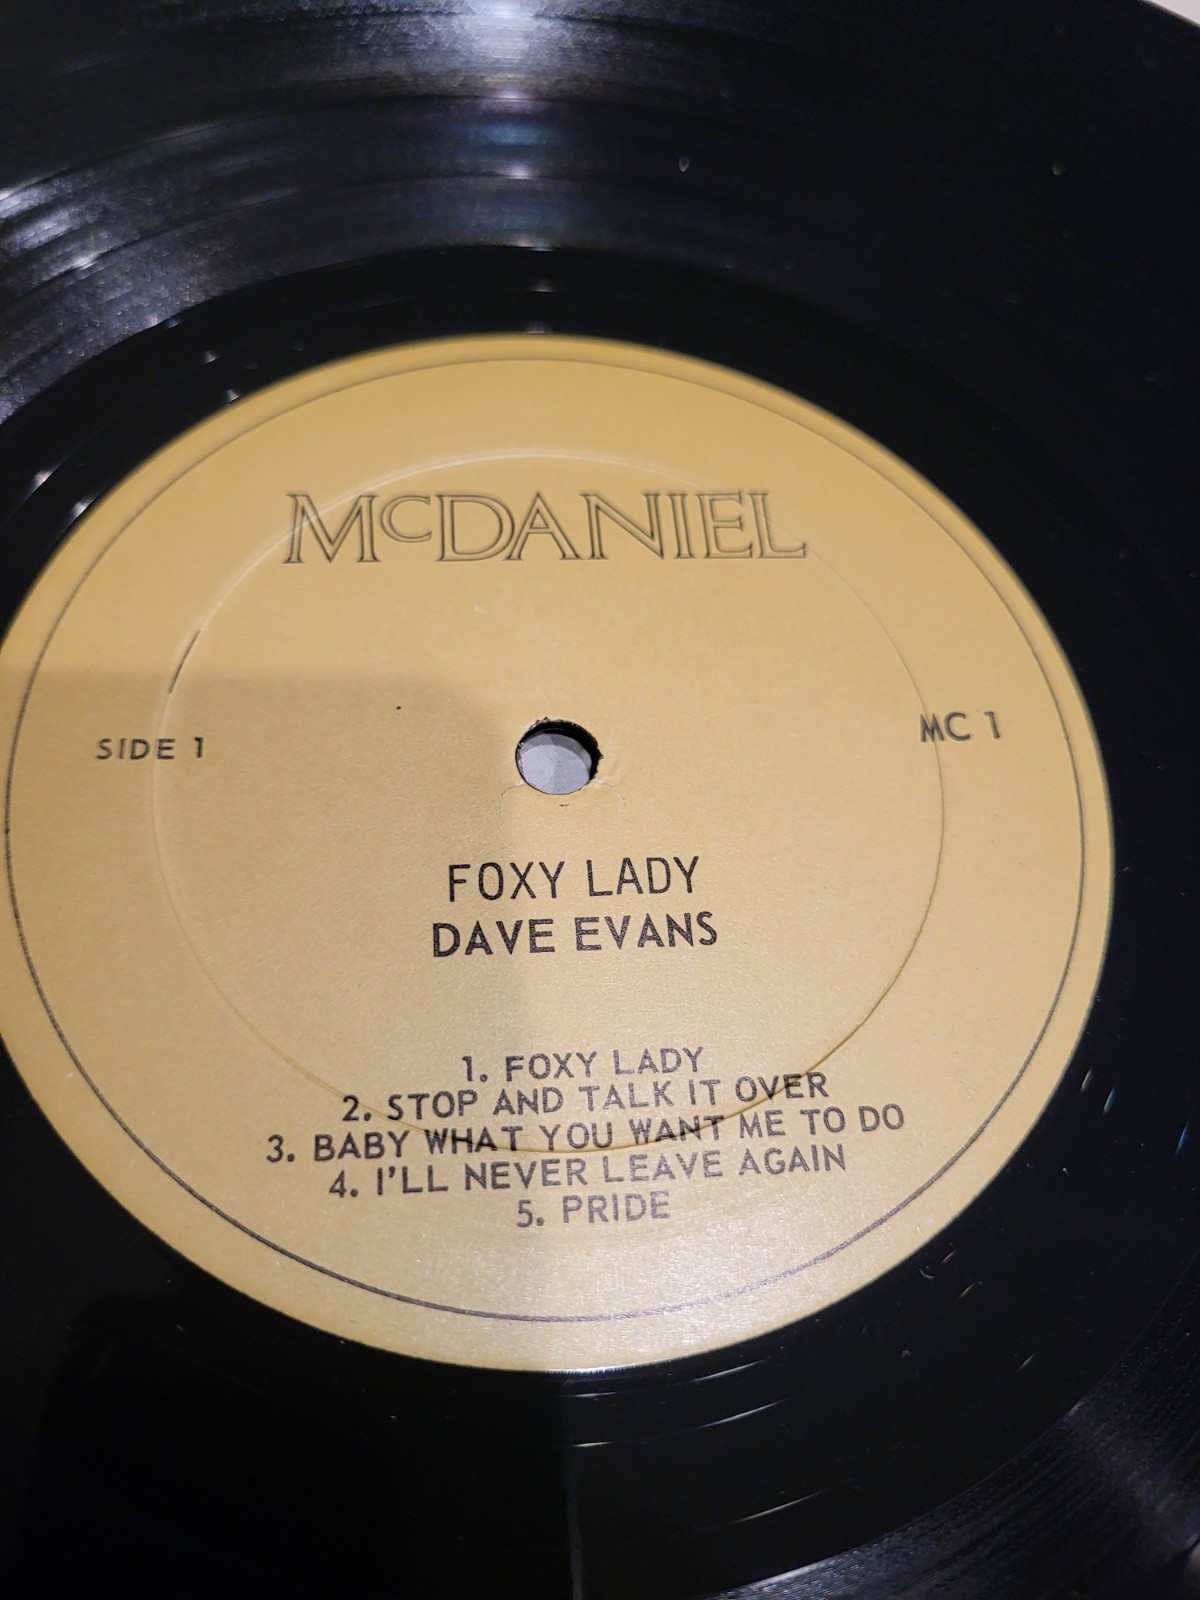 McDANIEL
SIDE 1
MC 1
FOXY LADY
DAVE EVANS
1. FOXY LADY
2. STOP AND TALK IT OVER
3. BABY WHAT YOU WANT ME TO DO
4. I'LL NEVER LEAVE AGAIN
5. PRIDE